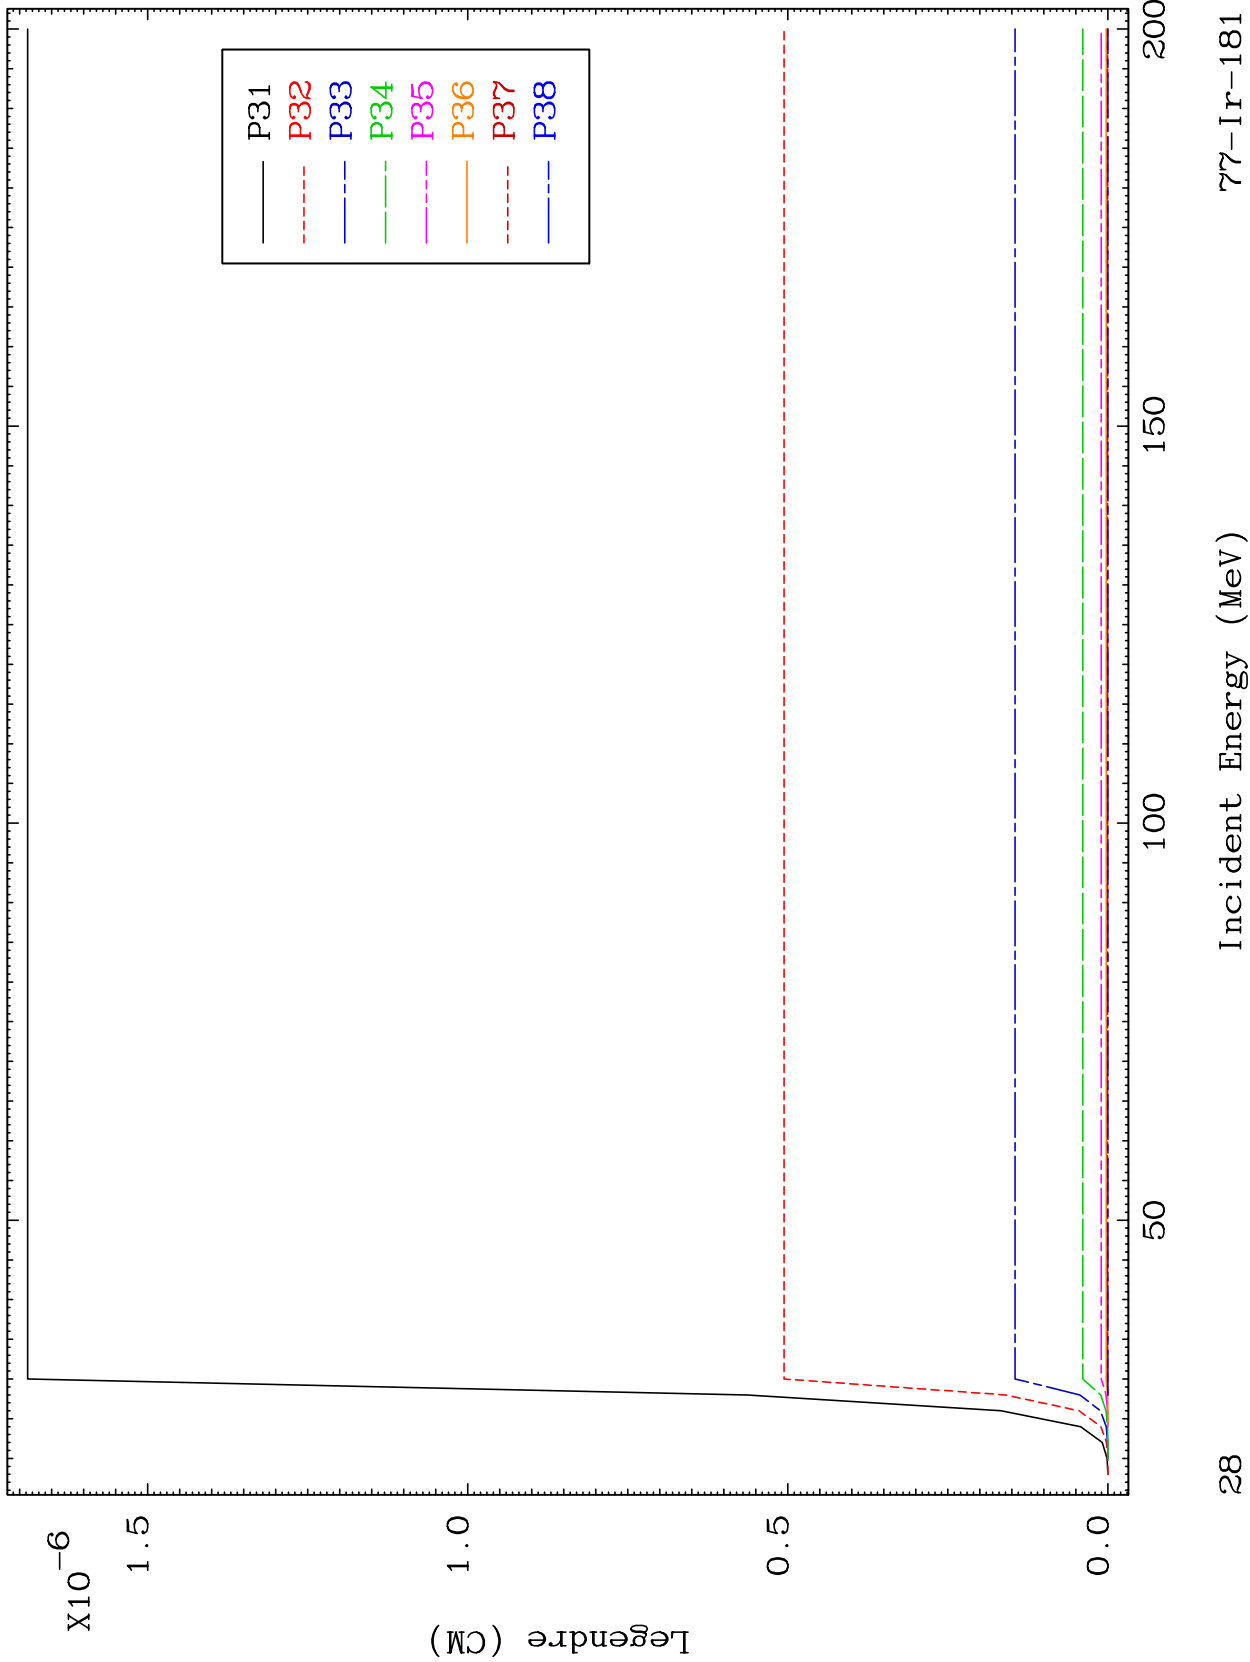 X10-6
1.5
1.0
0.5
0.0
Legendre (CM)
P31
P32
P33
P34
P35
P36
P37
P38
50
100
150
200
28
Incident Energy (MeV)
77-Ir-181